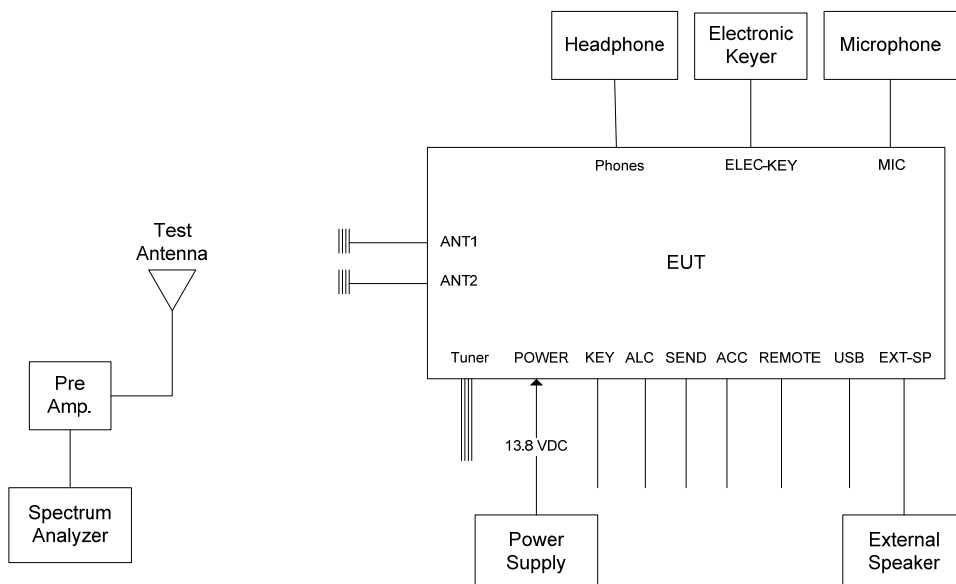 Headphone
Electronic
Keyer
Microphone
Phones
ELEC-KEY
MIC
Test
Antenna
ANT1
EUT
ANT2
Tuner
POWER
KEY
ALC
SEND
ACC
REMOTE
USB
EXT-SP
Pre
Amp.
13.8 VDC
Spectrum
Analyzer
Power
Supply
External
Speaker